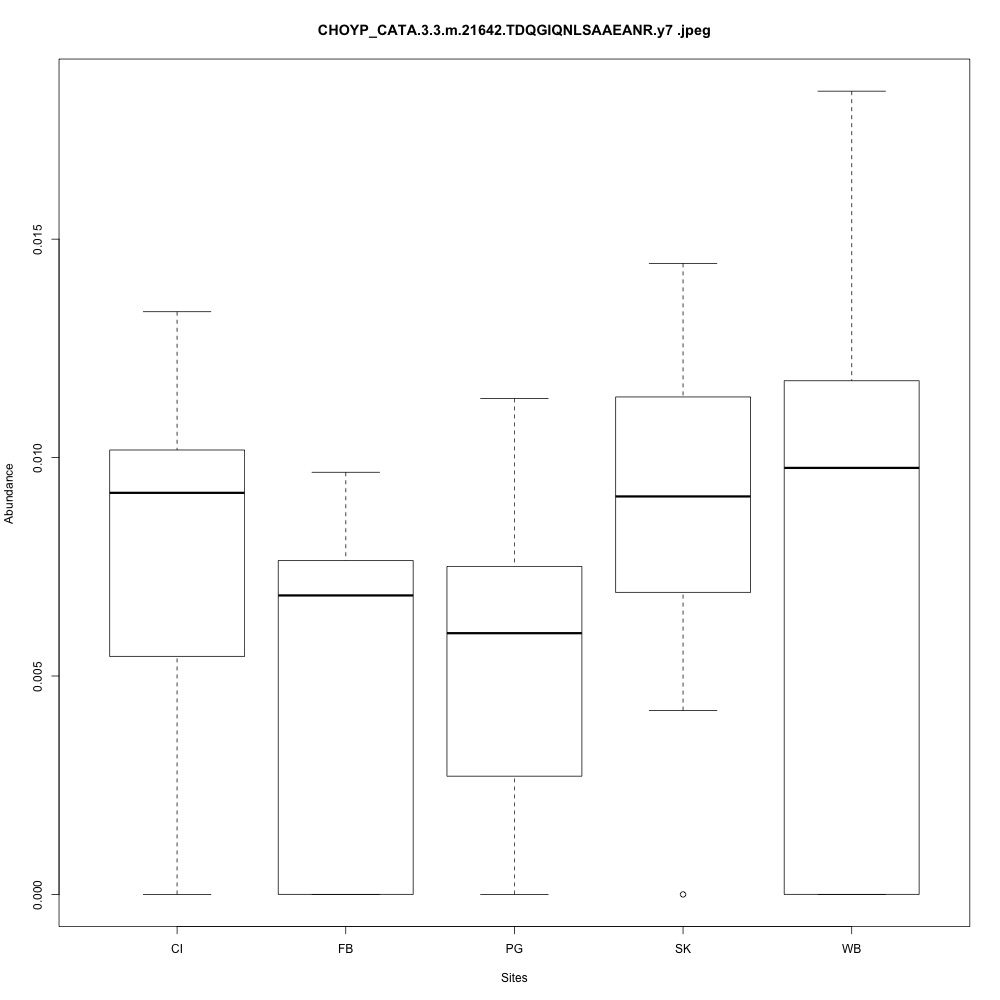 CHOYP_CATA.3.3.m.21642.TDQGIQNLSAAEANR.y7 .jpeg
Abundance
0.015
0.010
0.005
0.000
CI FB PG SK WB
Sites